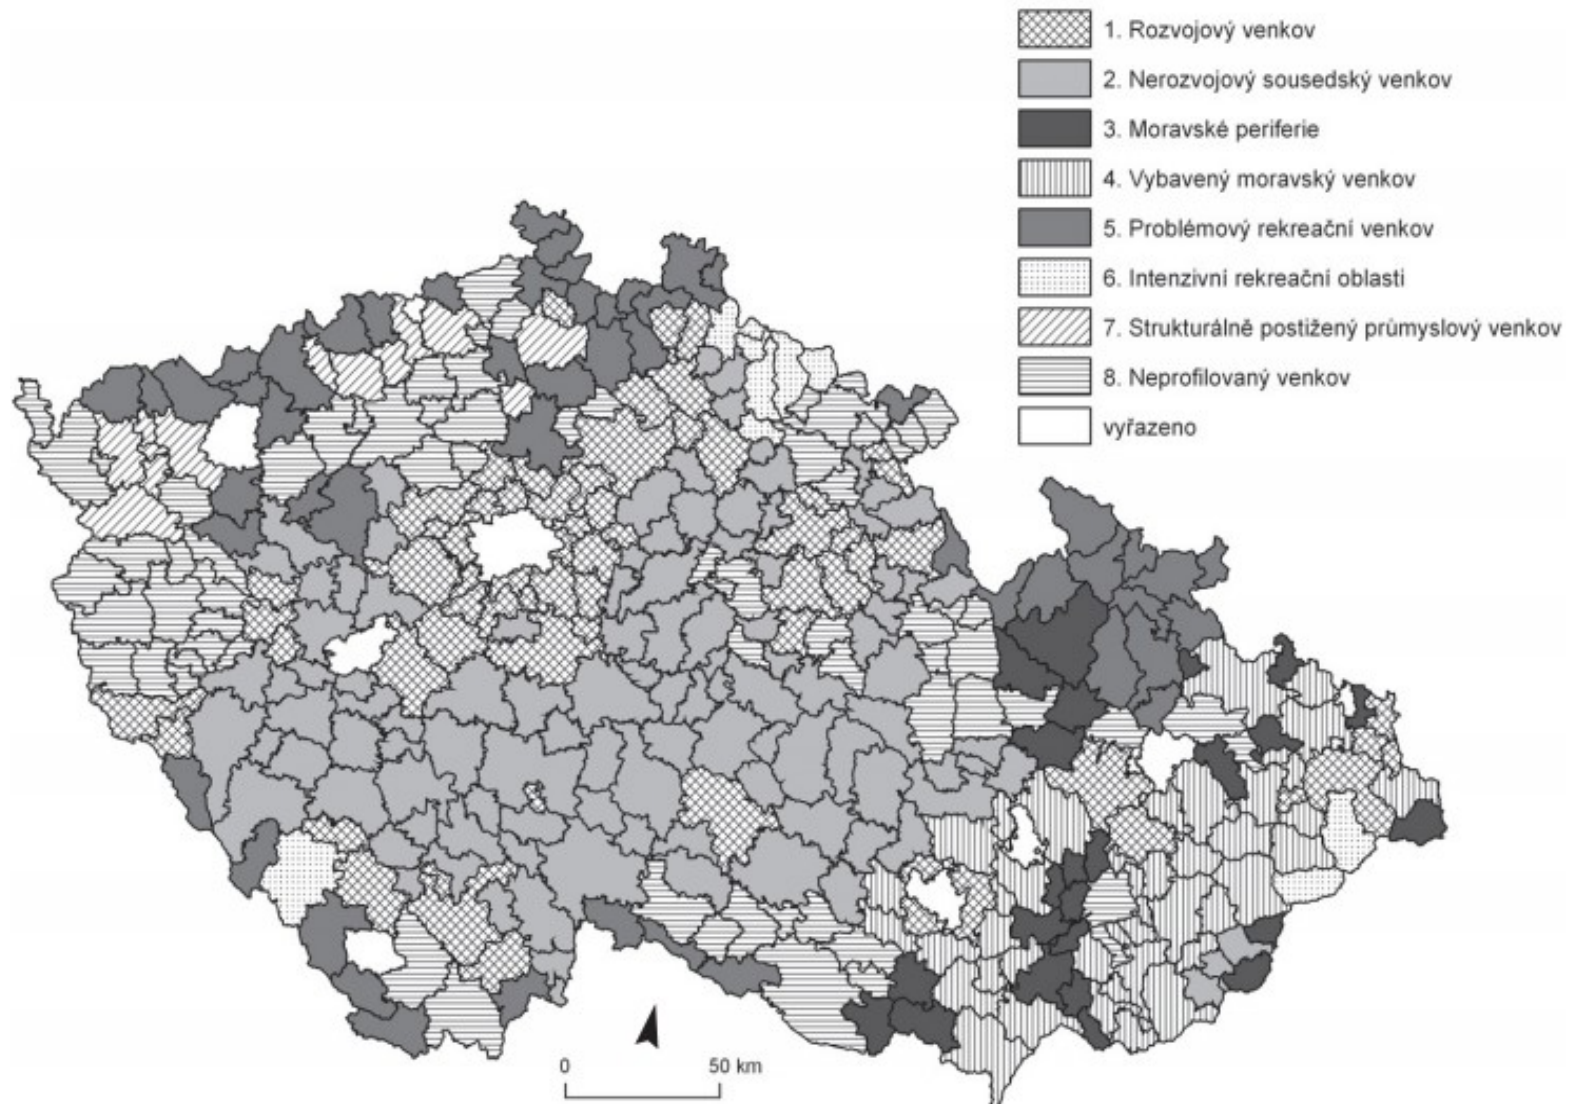 1. Rozvojový venkov
2. Nerozvojový sousedský venkov
3. Moravské periferie
4. Vybavený moravský venkov
5. Problémový rekreační venkov
6. Intenzivní rekreační oblasti
7. Strukturálně postižený průmyslový venkov
8. Neprofilovaný venkov
vyřazeno
0 50 km